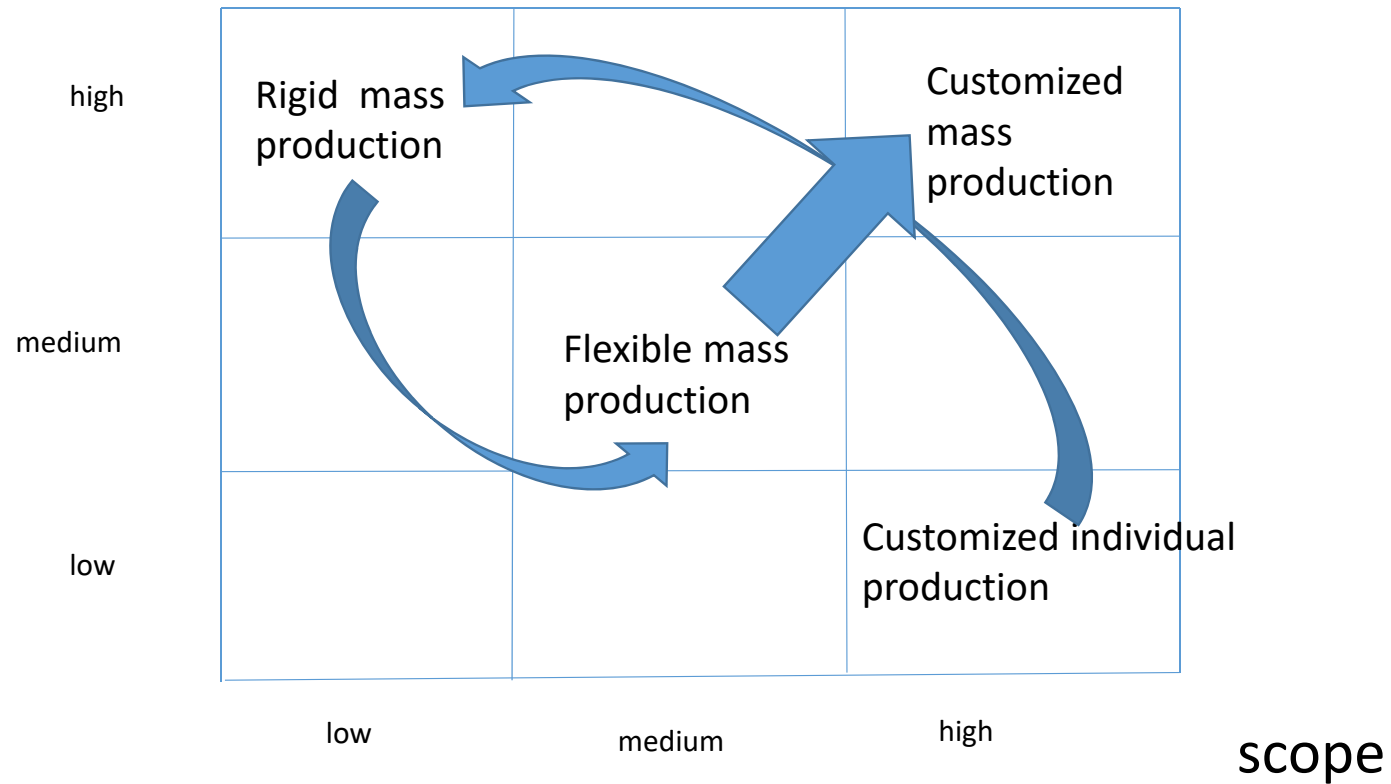 high
Rigid mass
production
Customized
mass
production
medium
Flexible mass
production
low
Customized individual
production
low
medium
high
scope